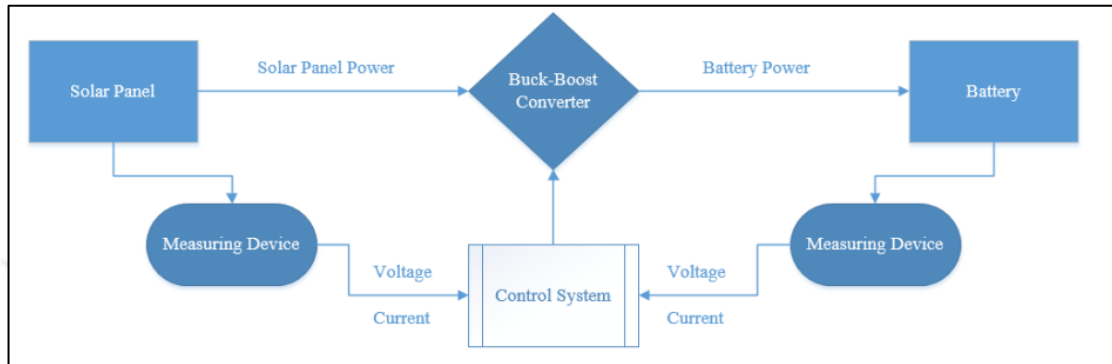 Solar Panel
Solar Panel Power
Buck-Boost
Converter
Battery Power
Battery
Measuring Device
Voltage
Current
Control System
Voltage
Current
Measuring Device